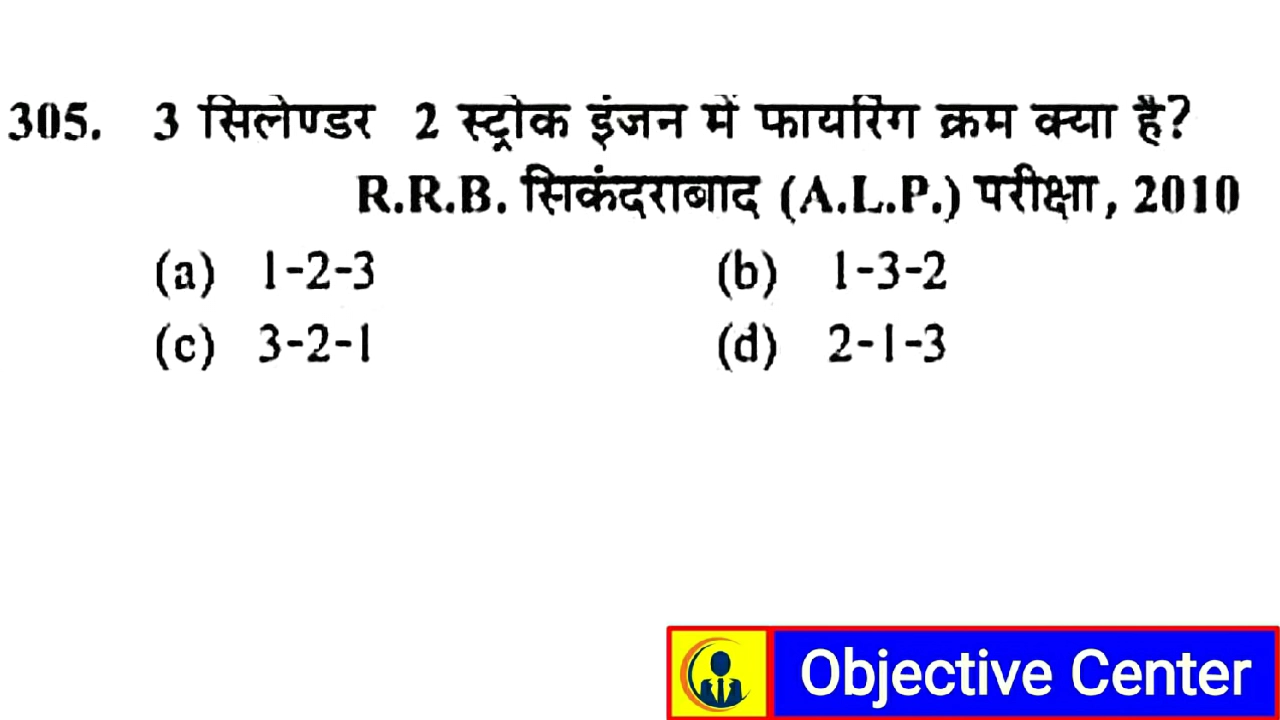 305. 3 सिलेण्डर 2 स्ट्रोक इंजन में फायरिंग क्रम क्या है?
R.R.B. सिकंदराबाद (A.L.P.) परीक्षा, 2010
(a) 1-2-3 (b) 1-3-2
(c) 3-2-1 (d) 2-1-3
Objective Center